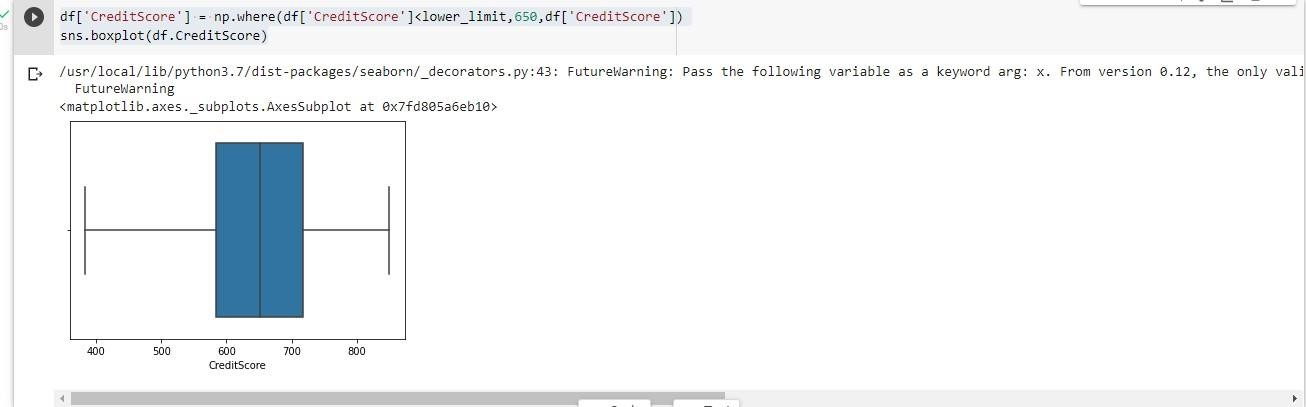 df['CreditScore'] = np.where(df['CreditScore']<lower_limit,650,df['CreditScore'])
sns.boxplot(df.CreditScore)
/usr/local/lib/python3.7/dist-packages/seaborn/_decorators.py:43: FutureWarning: Pass the following variable as a keyword arg: x. From version 0.12, the only vali
FutureWarning
<matplotlib.axes._subplots.AxesSubplot at 0x7fd805a6eb10>
400 500 600 700 800
CreditScore